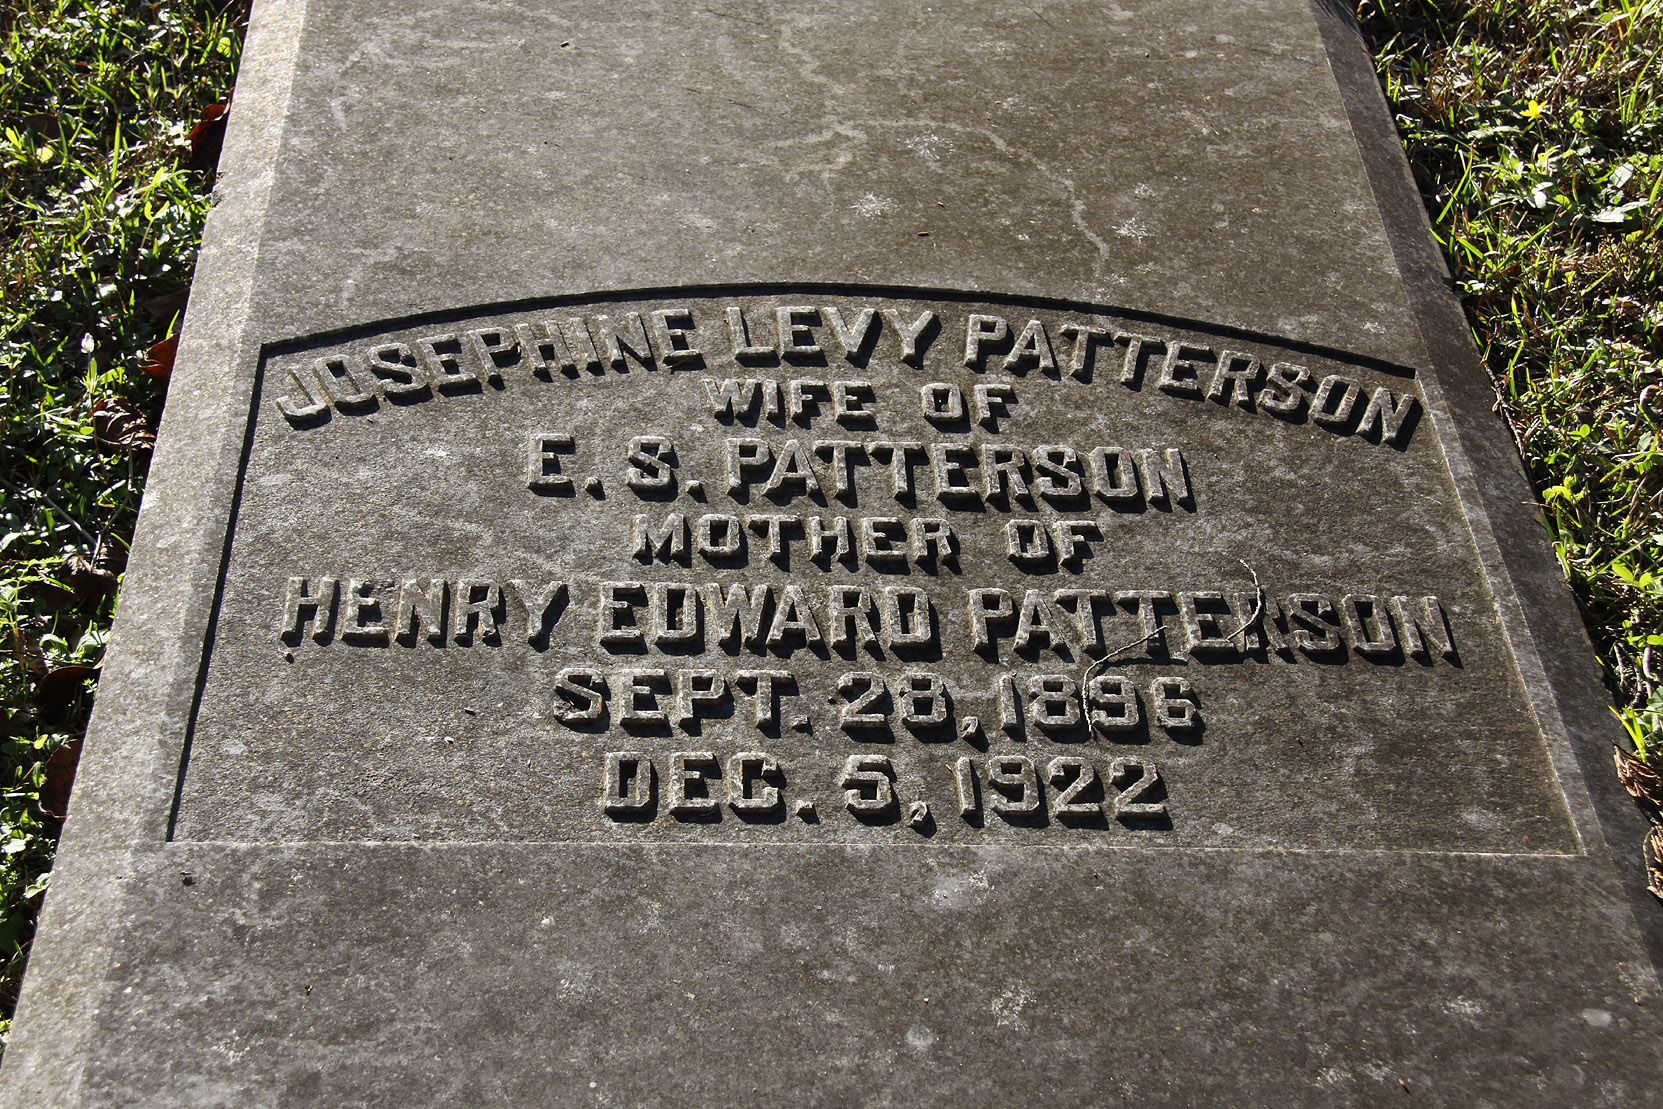 JOSEPHINE LEVY PATTERSON
WIFE OF
E. S. PATTERSON
MOTHER OF
HENRY EDWARD PATTERSON
SEPT. 28, 1896
DEC. 5, 1922